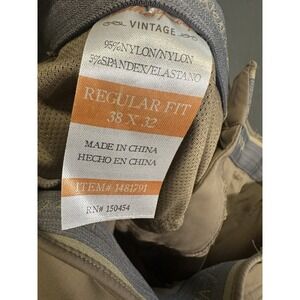 VINTAGE
95%NYLON/NYLON
5%SPANDEX/ELASTANO
REGULAR FIT
38 X 32
MADE IN CHINA
HECHO EN CHINA
ITEM# 1481791
RN# 150454